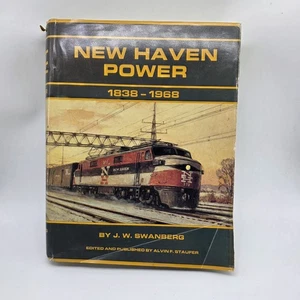 NEW HAVEN
POWER
1838-1968
BY J. W. SWANBERG
EDITED AND PUBLISHED BY ALVIN F. STAUFER